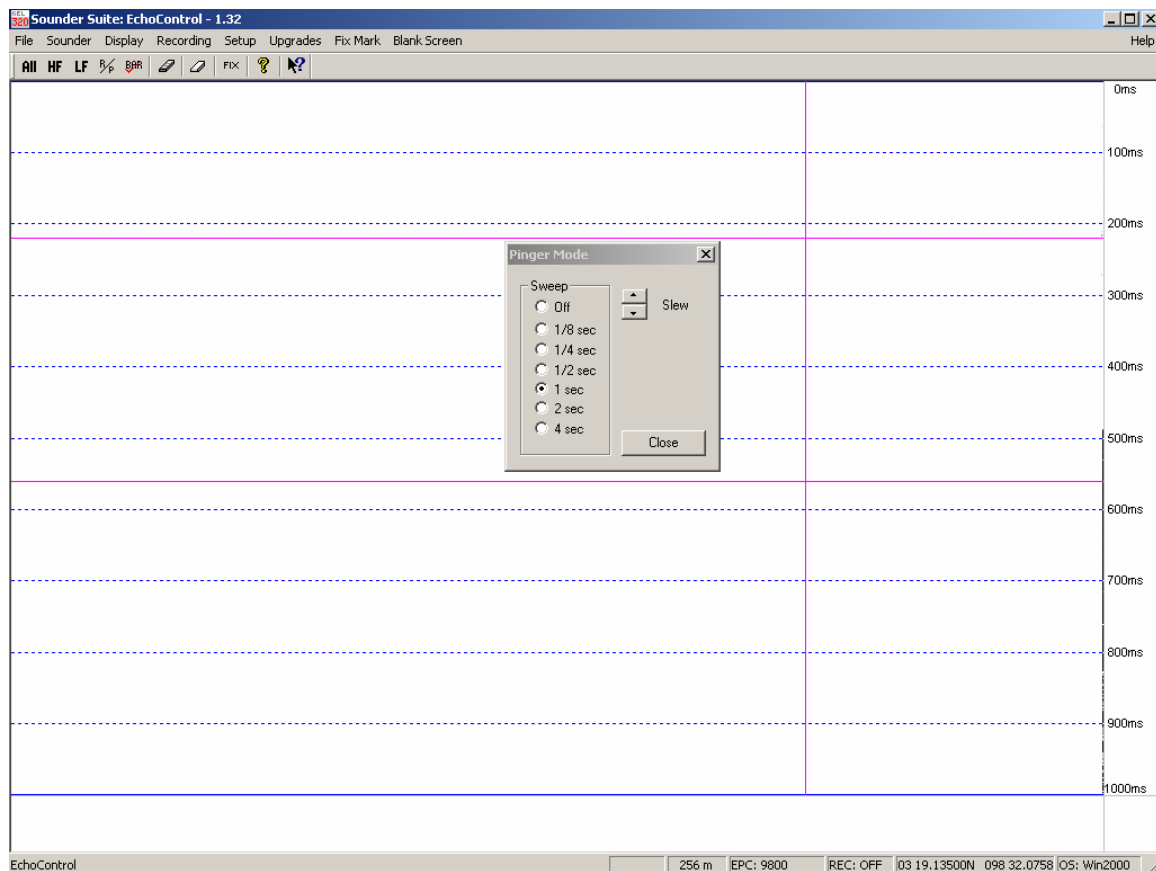 KEL 320 Sounder Suite: EchoControl - 1.32
File Sounder Display Recording Setup Upgrades Fix Mark Blank Screen Help
All HF LF R/P BAR FIX ? ?
0ms
100ms
200ms
Pinger Mode
Sweep
300ms
Off Slew
1/8 sec
1/4 sec
400ms
1/2 sec
1 sec
2 sec
4 sec
500ms
Close
600ms
700ms
800ms
900ms
1000ms
EchoControl 256 m EPC: 9800 REC: OFF 03 19.13500N 098 32.0758 OS: Win2000